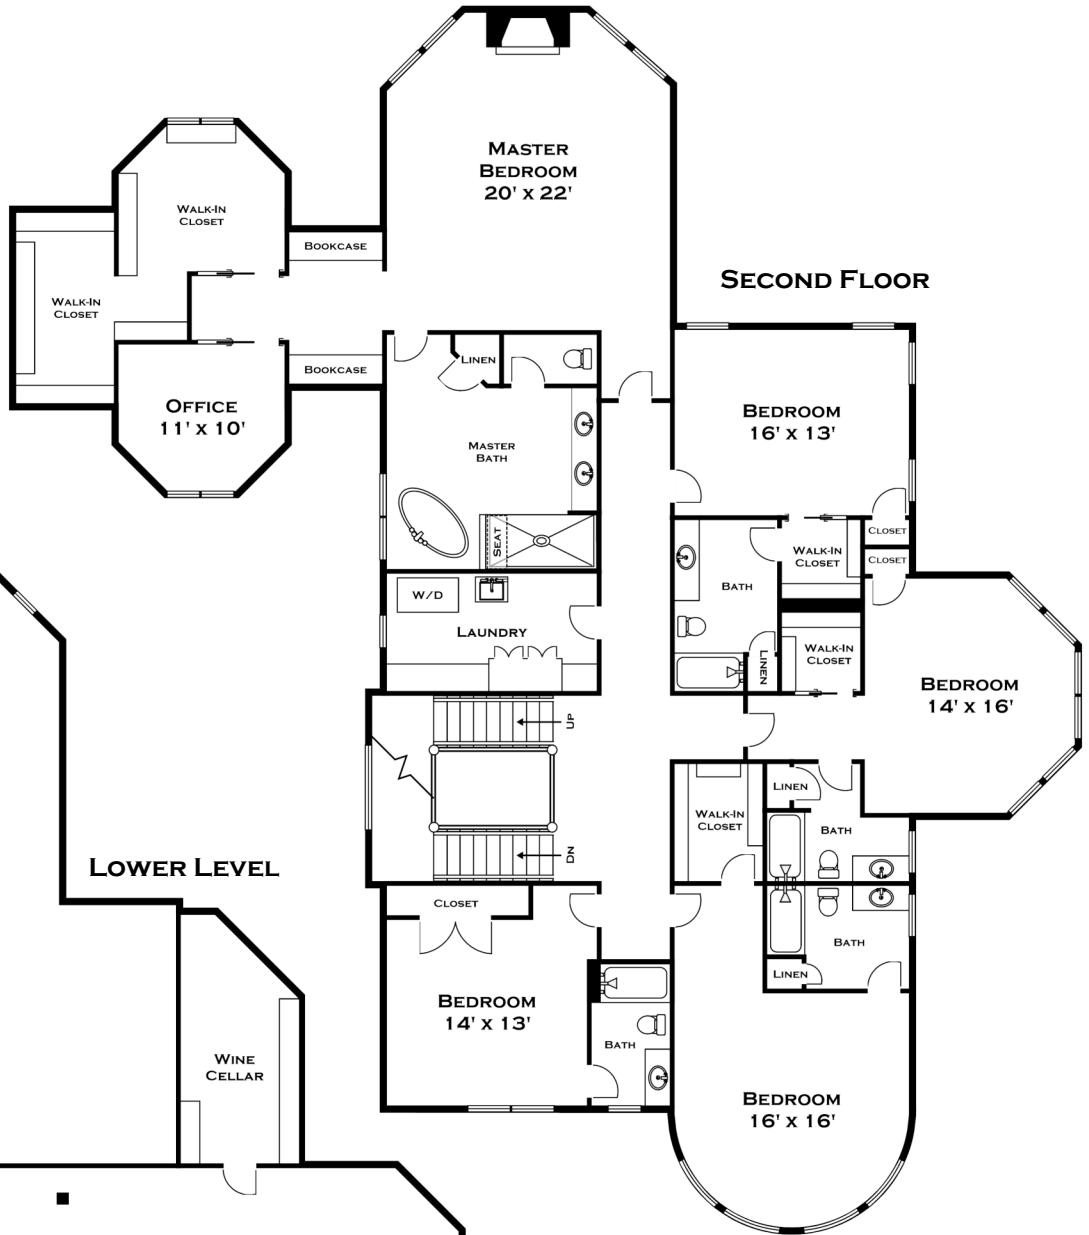 MASTER
BEDROOM
20' X 22'
WALK-IN
CLOSET
BOOKCASE
SECOND FLOOR
WALK-IN
CLOSET
LINEN
BOOKCASE
OFFICE
11' X 10'
BEDROOM
16' X 13'
MASTER
BATH
SEAT
CLOSET
WALK-IN
CLOSET
CLOSET
BATH
W/D
LAUNDRY
WALK-IN
CLOSET
LINEN
BEDROOM
14' X 16'
UP
LINEN
WALK-IN
CLOSET
BATH
DN
LOWER LEVEL
CLOSET
BATH
LINEN
BEDROOM
14' X 13'
BATH
WINE
CELLAR
BEDROOM
16' X 16'